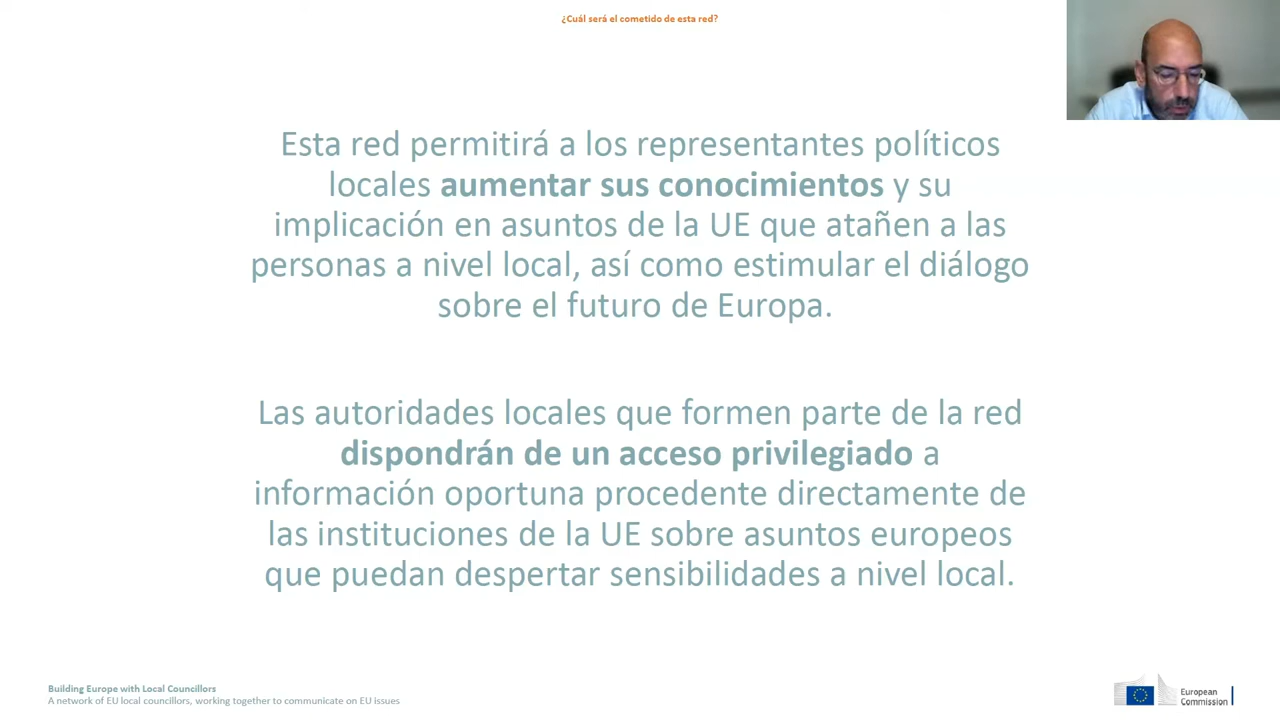 ¿Cuál será el cometido de esta red?
Esta red permitirá a los representantes políticos
locales aumentar sus conocimientos y su
implicación en asuntos de la UE que atañen a las
personas a nivel local, así como estimular el diálogo
sobre el futuro de Europa.
Las autoridades locales que formen parte de la red
dispondrán de un acceso privilegiado a
información oportuna procedente directamente de
las instituciones de la UE sobre asuntos europeos
que puedan despertar sensibilidades a nivel local.
Building Europe with Local Councillors
A network of EU local councillors, working together to communicate on EU issues
European
Commission